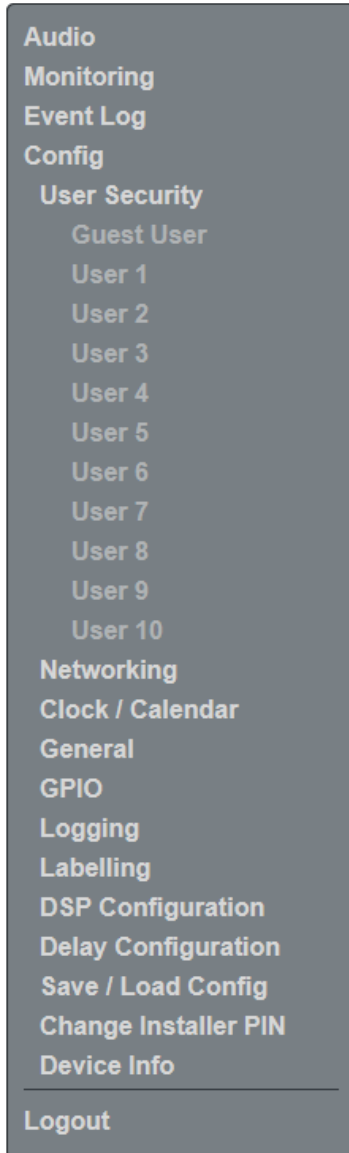 Audio
Monitoring
Event Log
Config
User Security
Guest User
User 1
User 2
User 3
User 4
User 5
User 6
User 7
User 8
User 9
User 10
Networking
Clock / Calendar
General
GPIO
Logging
Labelling
DSP Configuration
Delay Configuration
Save / Load Config
Change Installer PIN
Device Info
Logout